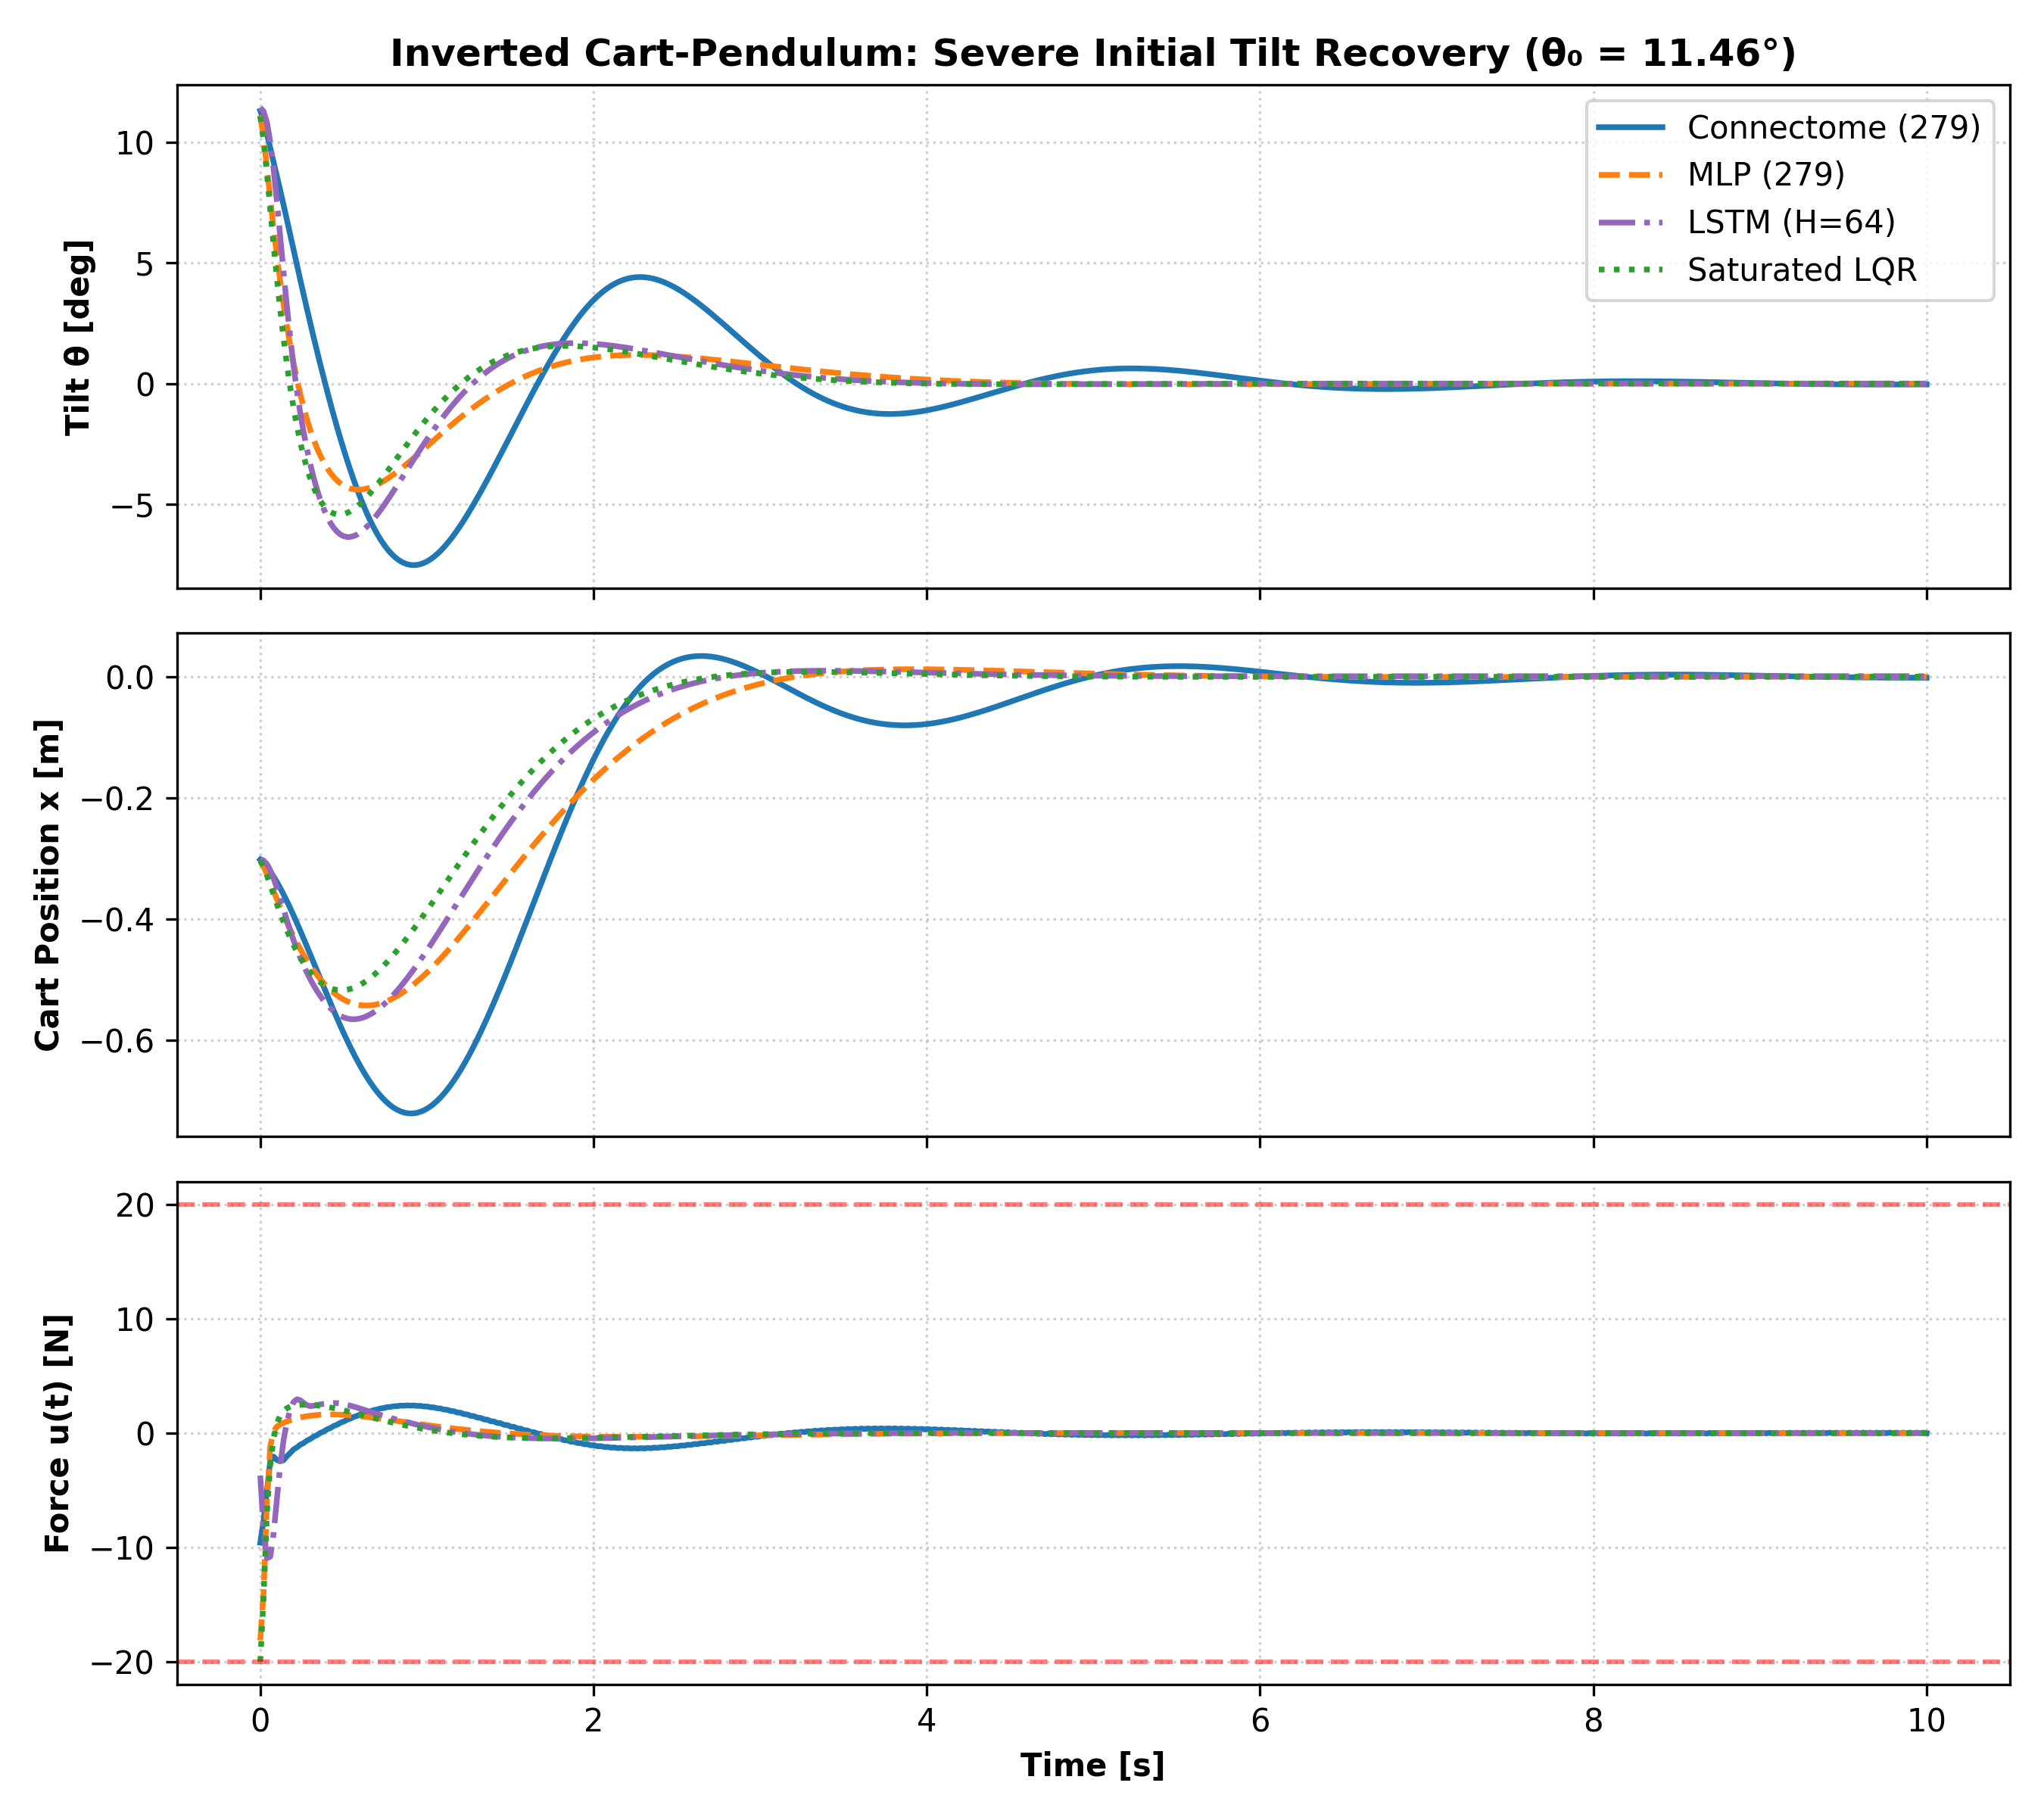 Inverted Cart-Pendulum: Severe Initial Tilt Recovery (θ₀ = 11.46°)
Tilt θ [deg]
10
5
0
−5
Connectome (279)
MLP (279)
LSTM (H=64)
Saturated LQR
Cart Position x [m]
0.0
−0.2
−0.4
−0.6
Force u(t) [N]
20
10
0
−10
−20
0 2 4 6 8 10
Time [s]